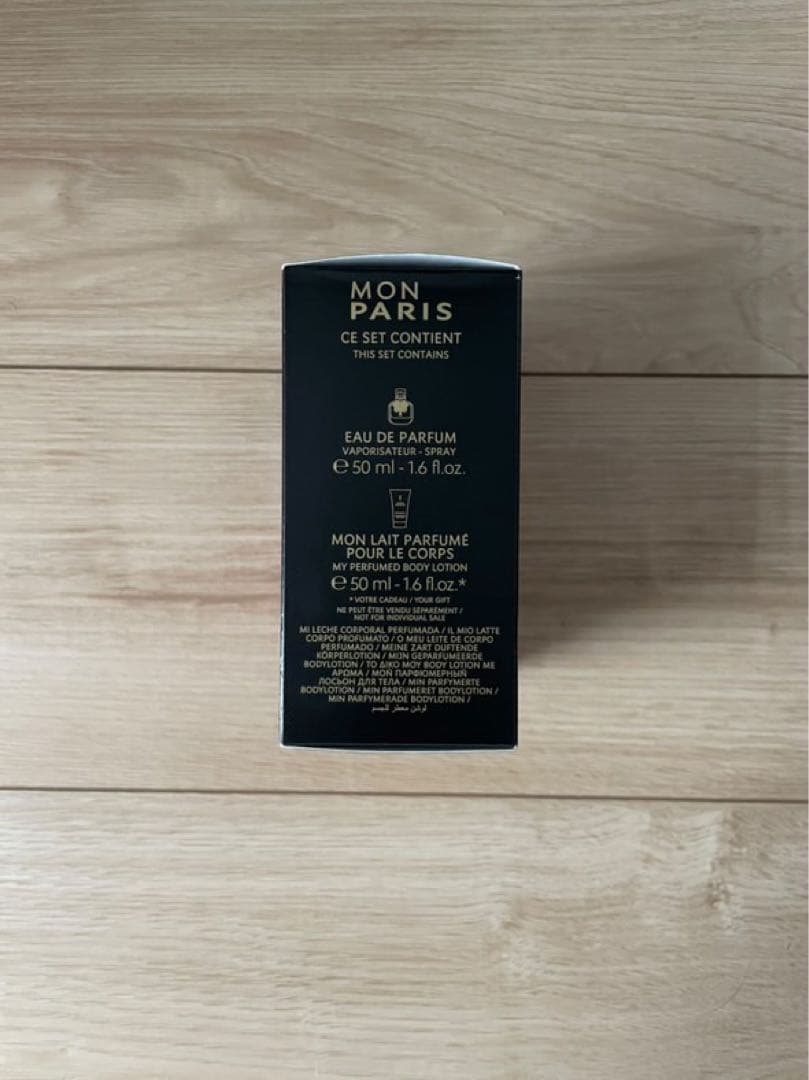 MON
PARIS
CE SET CONTIENT
THIS SET CONTAINS
EAU DE PARFUM
VAPORISATEUR - SPRAY
℮ 50 ml - 1.6 fl.oz.
MON LAIT PARFUMÉ
POUR LE CORPS
MY PERFUMED BODY LOTION
℮ 50 ml - 1.6 fl.oz.*
* VOTRE CADEAU / YOUR GIFT
NE PEUT ÊTRE VENDU SÉPARÉMENT /
NOT FOR INDIVIDUAL SALE
MI LECHE CORPORAL PERFUMADA / IL MIO LATTE
CORPO PROFUMATO / O MEU LEITE DE CORPO
PERFUMADO / MEINE ZART DUFTENDE
KÖRPERLOTION / MIJN GEPARFUMEERDE
BODYLOTION / ΤΟ ΔΙΚΟ ΜΟΥ BODY LOTION ΜΕ
ΑΡΩΜΑ / МОЙ ПАРФЮМЕРНЫЙ
ЛОСЬОН ДЛЯ ТЕЛА / MIN PARFYMERTE
BODYLOTION / MIN PARFUMERET BODYLOTION /
MIN PARFYMERADE BODYLOTION /
لوشن معطر للجسم